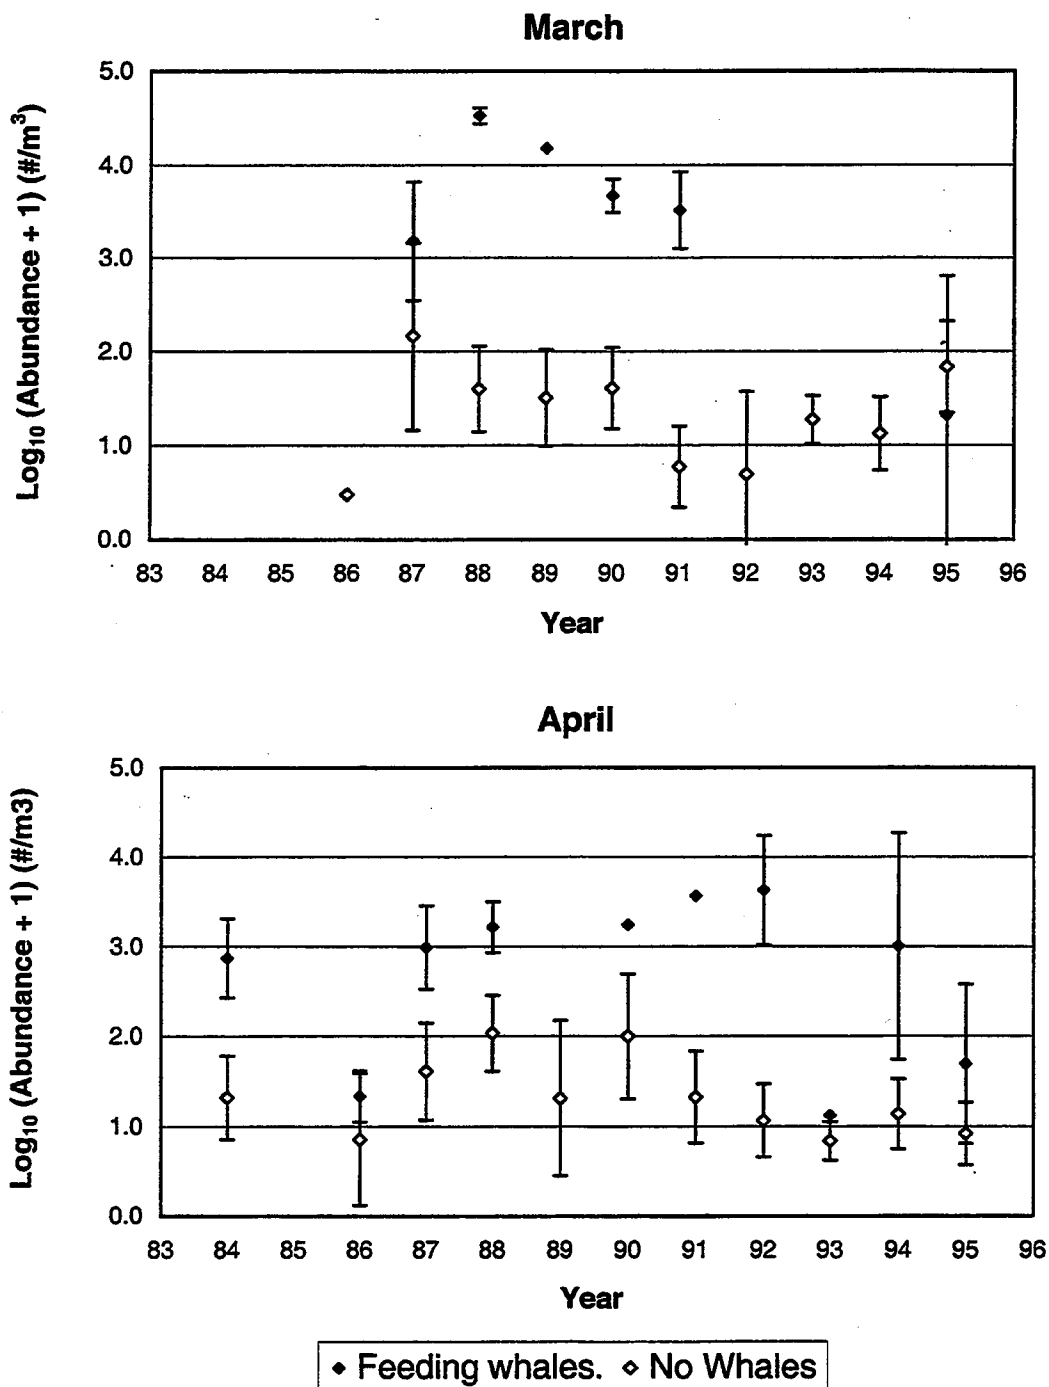 March
Log₁₀ (Abundance + 1) (#/m³)
5.0
4.0
3.0
2.0
1.0
0.0
83 84 85 86 87 88 89 90 91 92 93 94 95 96
Year
April
Log₁₀ (Abundance + 1) (#/m3)
5.0
4.0
3.0
2.0
1.0
0.0
83 84 85 86 87 88 89 90 91 92 93 94 95 96
Year
Feeding whales. No Whales